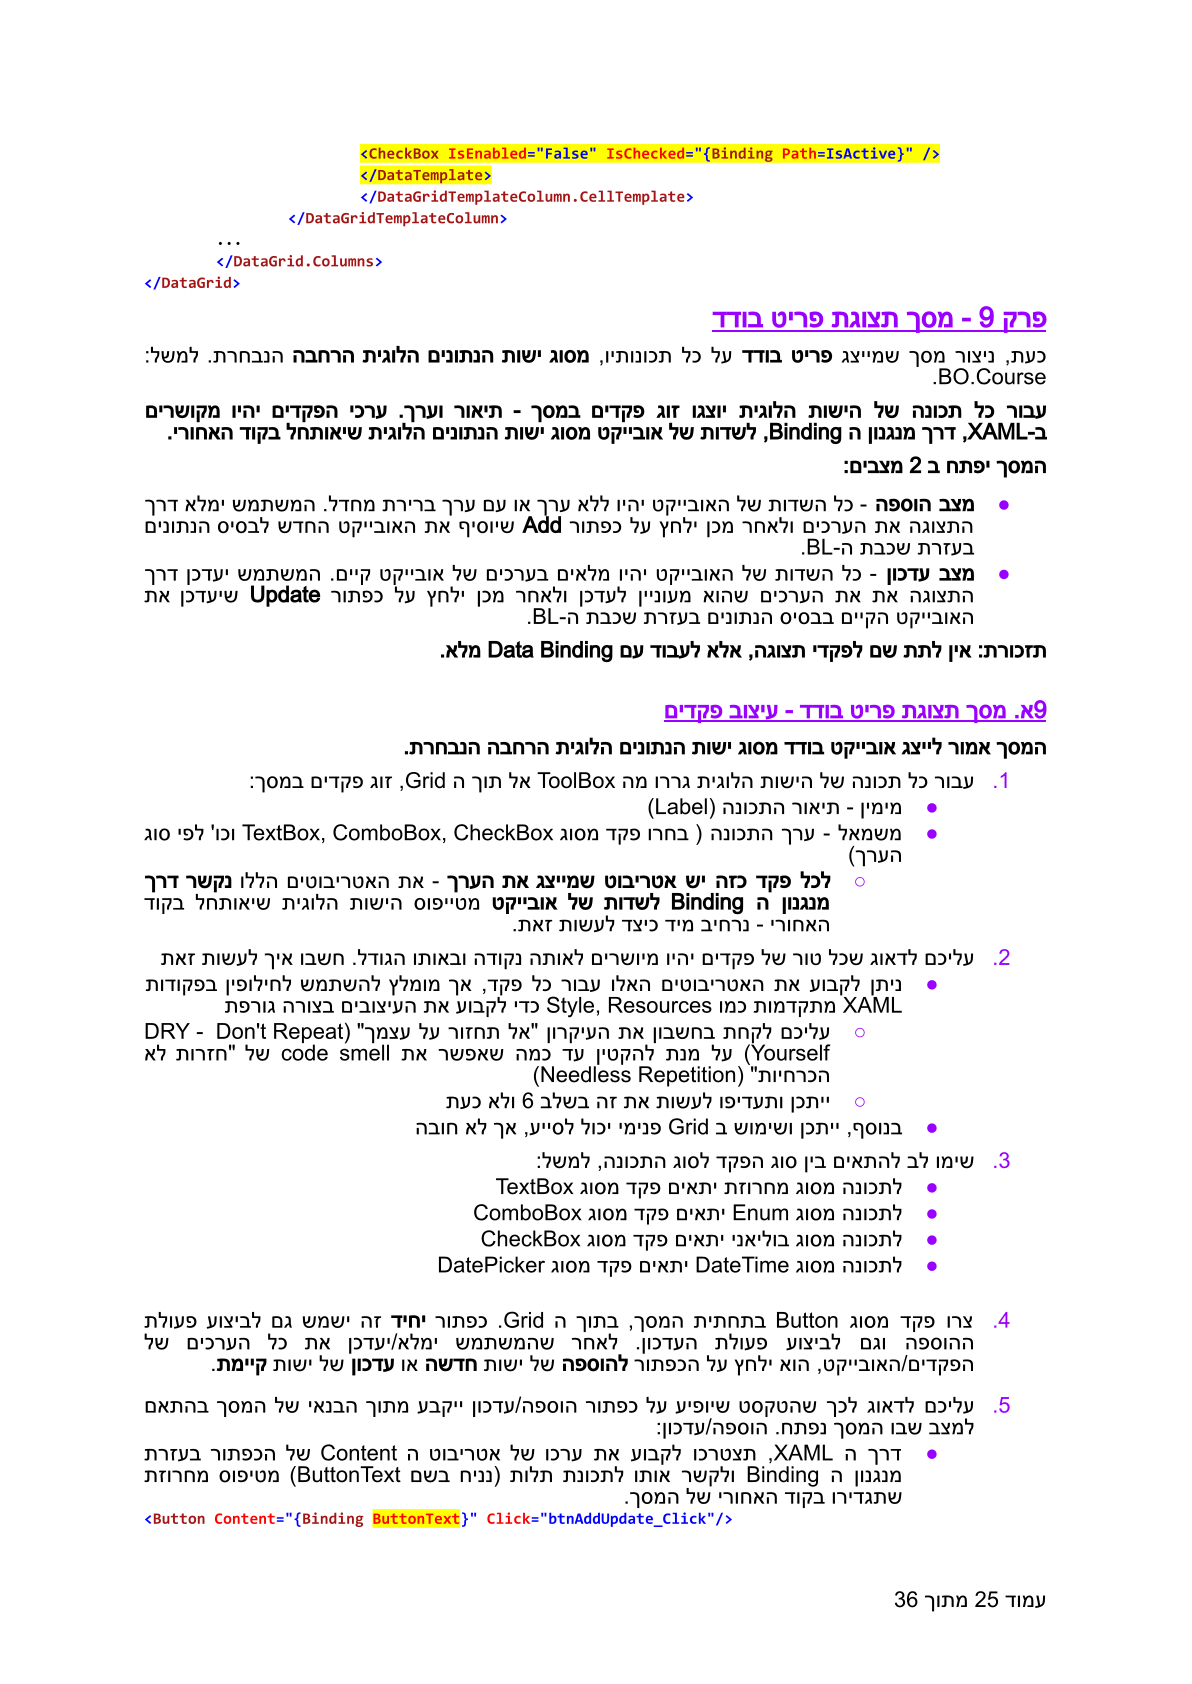 <CheckBox IsEnabled="False" IsChecked="{Binding Path=IsActive}" />
</DataTemplate>
</DataGridTemplateColumn.CellTemplate>
</DataGridTemplateColumn>
...
</DataGrid.Columns>
</DataGrid>
פרק 9 - מסך תצוגת פריט בודד
כעת, ניצור מסך שמייצג פריט בודד על כל תכונותיו, מסוג ישות הנתונים הלוגית הרחבה הנבחרת. למשל:
BO.Course.
עבור כל תכונה של הישות הלוגית יוצגו זוג פקדים במסך - תיאור וערך. ערכי הפקדים יהיו מקושרים
ב-XAML, דרך מנגנון ה Binding, לשדות של אובייקט מסוג ישות הנתונים הלוגית שיאותחל בקוד האחורי.
המסך יפתח ב 2 מצבים:
● מצב הוספה - כל השדות של האובייקט יהיו ללא ערך או עם ערך ברירת מחדל. המשתמש ימלא דרך
התצוגה את הערכים ולאחר מכן ילחץ על כפתור Add שיוסיף את האובייקט החדש לבסיס הנתונים
בעזרת שכבת ה-BL.
● מצב עדכון - כל השדות של האובייקט יהיו מלאים בערכים של אובייקט קיים. המשתמש יעדכן דרך
התצוגה את את הערכים שהוא מעוניין לעדכן ולאחר מכן ילחץ על כפתור Update שיעדכן את
האובייקט הקיים בבסיס הנתונים בעזרת שכבת ה-BL.
תזכורת: אין לתת שם לפקדי תצוגה, אלא לעבוד עם Data Binding מלא.
9א. מסך תצוגת פריט בודד - עיצוב פקדים
המסך אמור לייצג אובייקט בודד מסוג ישות הנתונים הלוגית הרחבה הנבחרת.
1. עבור כל תכונה של הישות הלוגית גררו מה ToolBox אל תוך ה Grid, זוג פקדים במסך:
● מימין - תיאור התכונה (Label)
● משמאל - ערך התכונה ( בחרו פקד מסוג TextBox, ComboBox, CheckBox וכו' לפי סוג
הערך)
○ לכל פקד כזה יש אטריבוט שמייצג את הערך - את האטריבוטים הללו נקשר דרך
מנגנון ה Binding לשדות של אובייקט מטייפוס הישות הלוגית שיאותחל בקוד
האחורי - נרחיב מיד כיצד לעשות זאת.
2. עליכם לדאוג שכל טור של פקדים יהיו מיושרים לאותה נקודה ובאותו הגודל. חשבו איך לעשות זאת
● ניתן לקבוע את האטריבוטים האלו עבור כל פקד, אך מומלץ להשתמש לחילופין בפקודות
XAML מתקדמות כמו Style, Resources כדי לקבוע את העיצובים בצורה גורפת
○ עליכם לקחת בחשבון את העיקרון "אל תחזור על עצמך" (DRY - Don't Repeat
Yourself) על מנת להקטין עד כמה שאפשר את code smell של "חזרות לא
הכרחיות" (Needless Repetition)
○ ייתכן ותעדיפו לעשות את זה בשלב 6 ולא כעת
● בנוסף, ייתכן ושימוש ב Grid פנימי יכול לסייע, אך לא חובה
3. שימו לב להתאים בין סוג הפקד לסוג התכונה, למשל:
● לתכונה מסוג מחרוזת יתאים פקד מסוג TextBox
● לתכונה מסוג Enum יתאים פקד מסוג ComboBox
● לתכונה מסוג בוליאני יתאים פקד מסוג CheckBox
● לתכונה מסוג DateTime יתאים פקד מסוג DatePicker
4. צרו פקד מסוג Button בתחתית המסך, בתוך ה Grid. כפתור יחיד זה ישמש גם לביצוע פעולת
ההוספה וגם לביצוע פעולת העדכון. לאחר שהמשתמש ימלא/יעדכן את כל הערכים של
הפקדים/האובייקט, הוא ילחץ על הכפתור להוספה של ישות חדשה או עדכון של ישות קיימת.
5. עליכם לדאוג לכך שהטקסט שיופיע על כפתור הוספה/עדכון ייקבע מתוך הבנאי של המסך בהתאם
למצב שבו המסך נפתח. הוספה/עדכון:
● דרך ה XAML, תצטרכו לקבוע את ערכו של אטריבוט ה Content של הכפתור בעזרת
מנגנון ה Binding ולקשר אותו לתכונת תלות (נניח בשם ButtonText) מטיפוס מחרוזת
שתגדירו בקוד האחורי של המסך.
<Button Content="{Binding ButtonText}" Click="btnAddUpdate_Click"/>
עמוד 25 מתוך 36